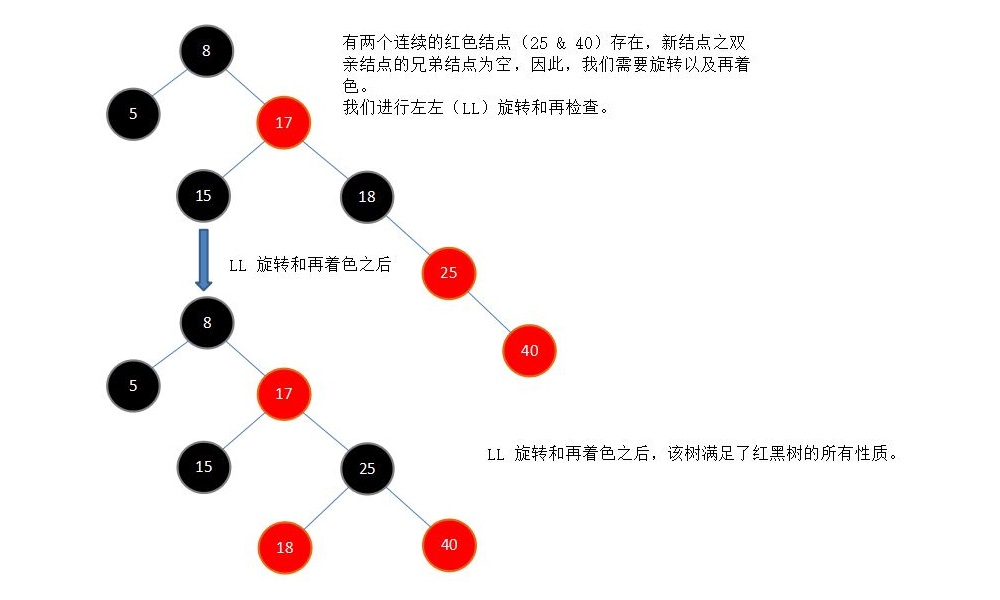 8
有两个连续的红色结点（25 & 40）存在，新结点之双
亲结点的兄弟结点为空，因此，我们需要旋转以及再着
色。
我们进行左左（LL）旋转和再检查。
5
17
15
18
LL 旋转和再着色之后
25
40
8
5
17
15
25
LL 旋转和再着色之后，该树满足了红黑树的所有性质。
18
40